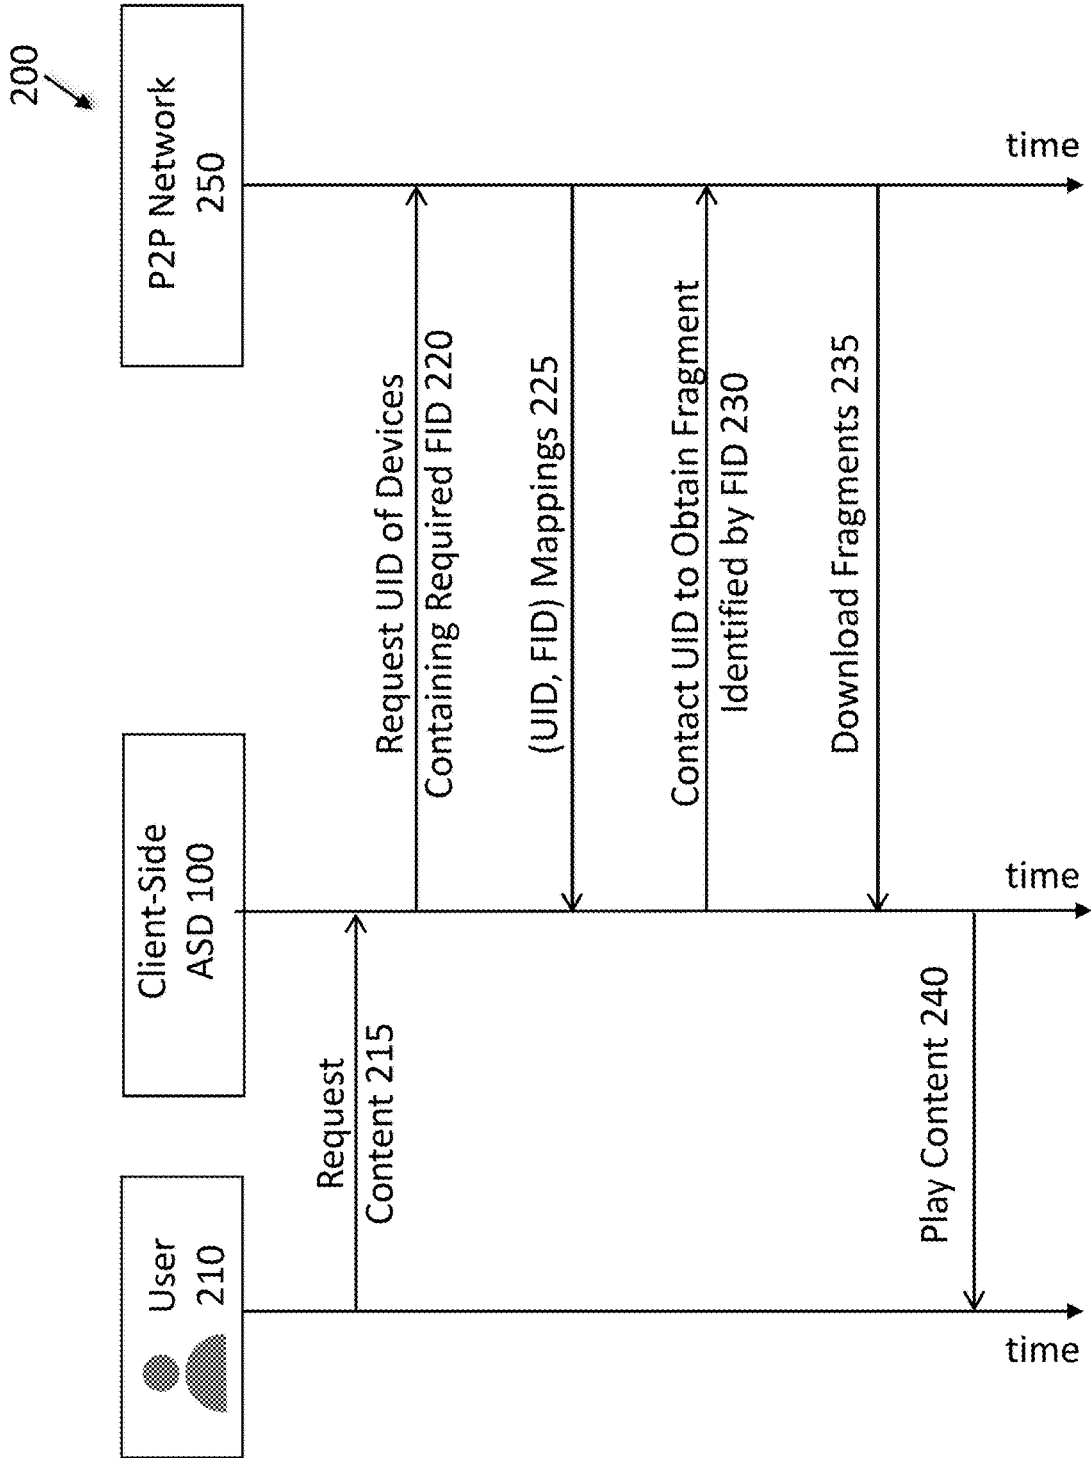 200
User
210
Client-Side
ASD 100
P2P Network
250
Request
Content 215
Request UID of Devices
Containing Required FID 220
(UID, FID) Mappings 225
Contact UID to Obtain Fragment
Identified by FID 230
Download Fragments 235
Play Content 240
time
time
time